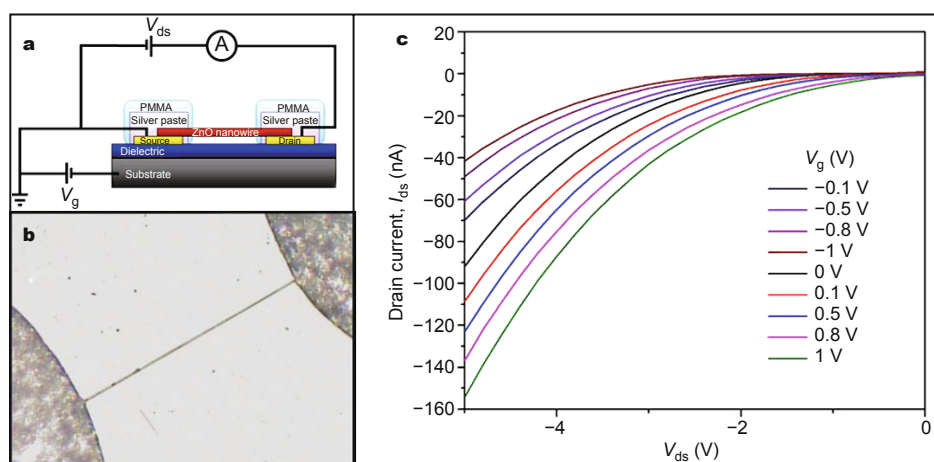 a
V_ds
A
PMMA
PMMA
Silver paste
Silver paste
ZnO nanowire
Source
Drain
Dielectric
Substrate
V_g
b
c
20
0
−20
−40
−60
−80
−100
−120
−140
−160
Drain current, I_ds (nA)
−4
−2
0
V_ds (V)
V_g (V)
−0.1 V
−0.5 V
−0.8 V
−1 V
0 V
0.1 V
0.5 V
0.8 V
1 V